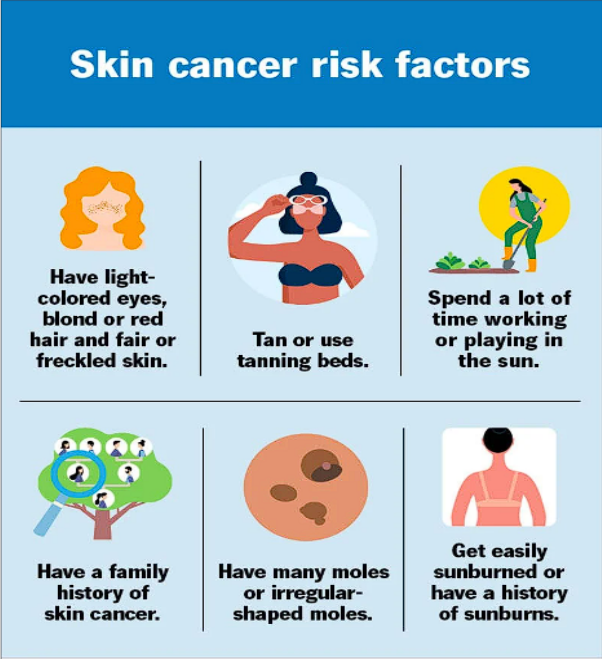 Skin cancer risk factors
Have light-
colored eyes,
blond or red
hair and fair or
freckled skin.
Tan or use
tanning beds.
Spend a lot of
time working
or playing in
the sun.
Have a family
history of
skin cancer.
Have many moles
or irregular-
shaped moles.
Get easily
sunburned or
have a history
of sunburns.